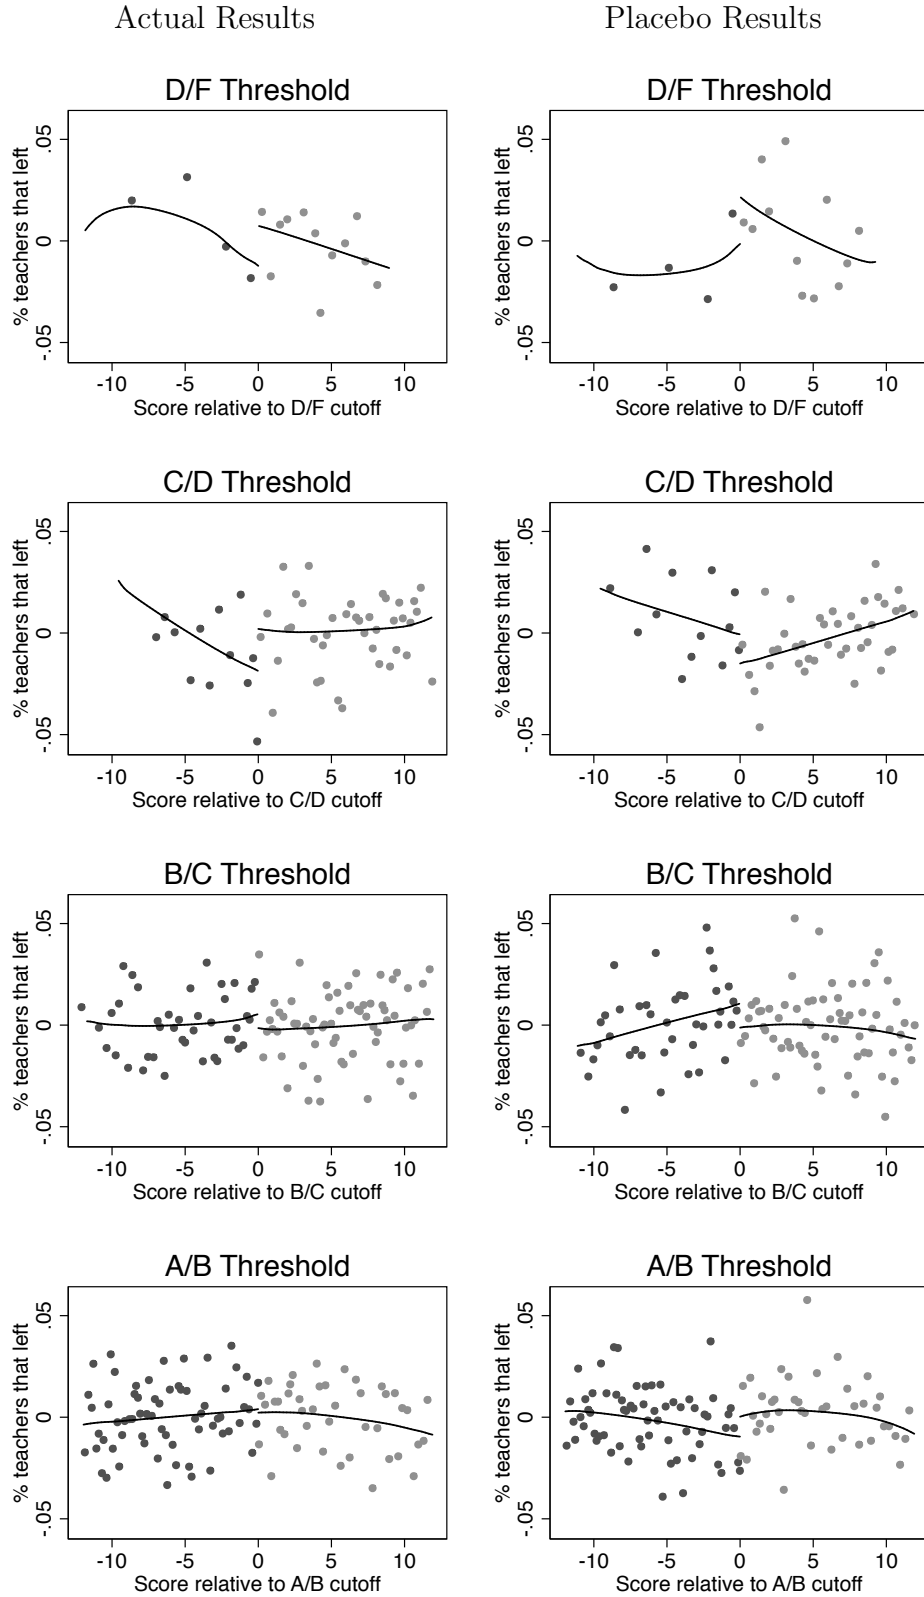 Actual Results
Placebo Results
D/F Threshold
% teachers that left
.05
0
-.05
-10 -5 0 5 10
Score relative to D/F cutoff
D/F Threshold
% teachers that left
.05
0
-.05
-10 -5 0 5 10
Score relative to D/F cutoff
C/D Threshold
% teachers that left
.05
0
-.05
-10 -5 0 5 10
Score relative to C/D cutoff
C/D Threshold
% teachers that left
.05
0
-.05
-10 -5 0 5 10
Score relative to C/D cutoff
B/C Threshold
% teachers that left
.05
0
-.05
-10 -5 0 5 10
Score relative to B/C cutoff
B/C Threshold
% teachers that left
.05
0
-.05
-10 -5 0 5 10
Score relative to B/C cutoff
A/B Threshold
% teachers that left
.05
0
-.05
-10 -5 0 5 10
Score relative to A/B cutoff
A/B Threshold
% teachers that left
.05
0
-.05
-10 -5 0 5 10
Score relative to A/B cutoff